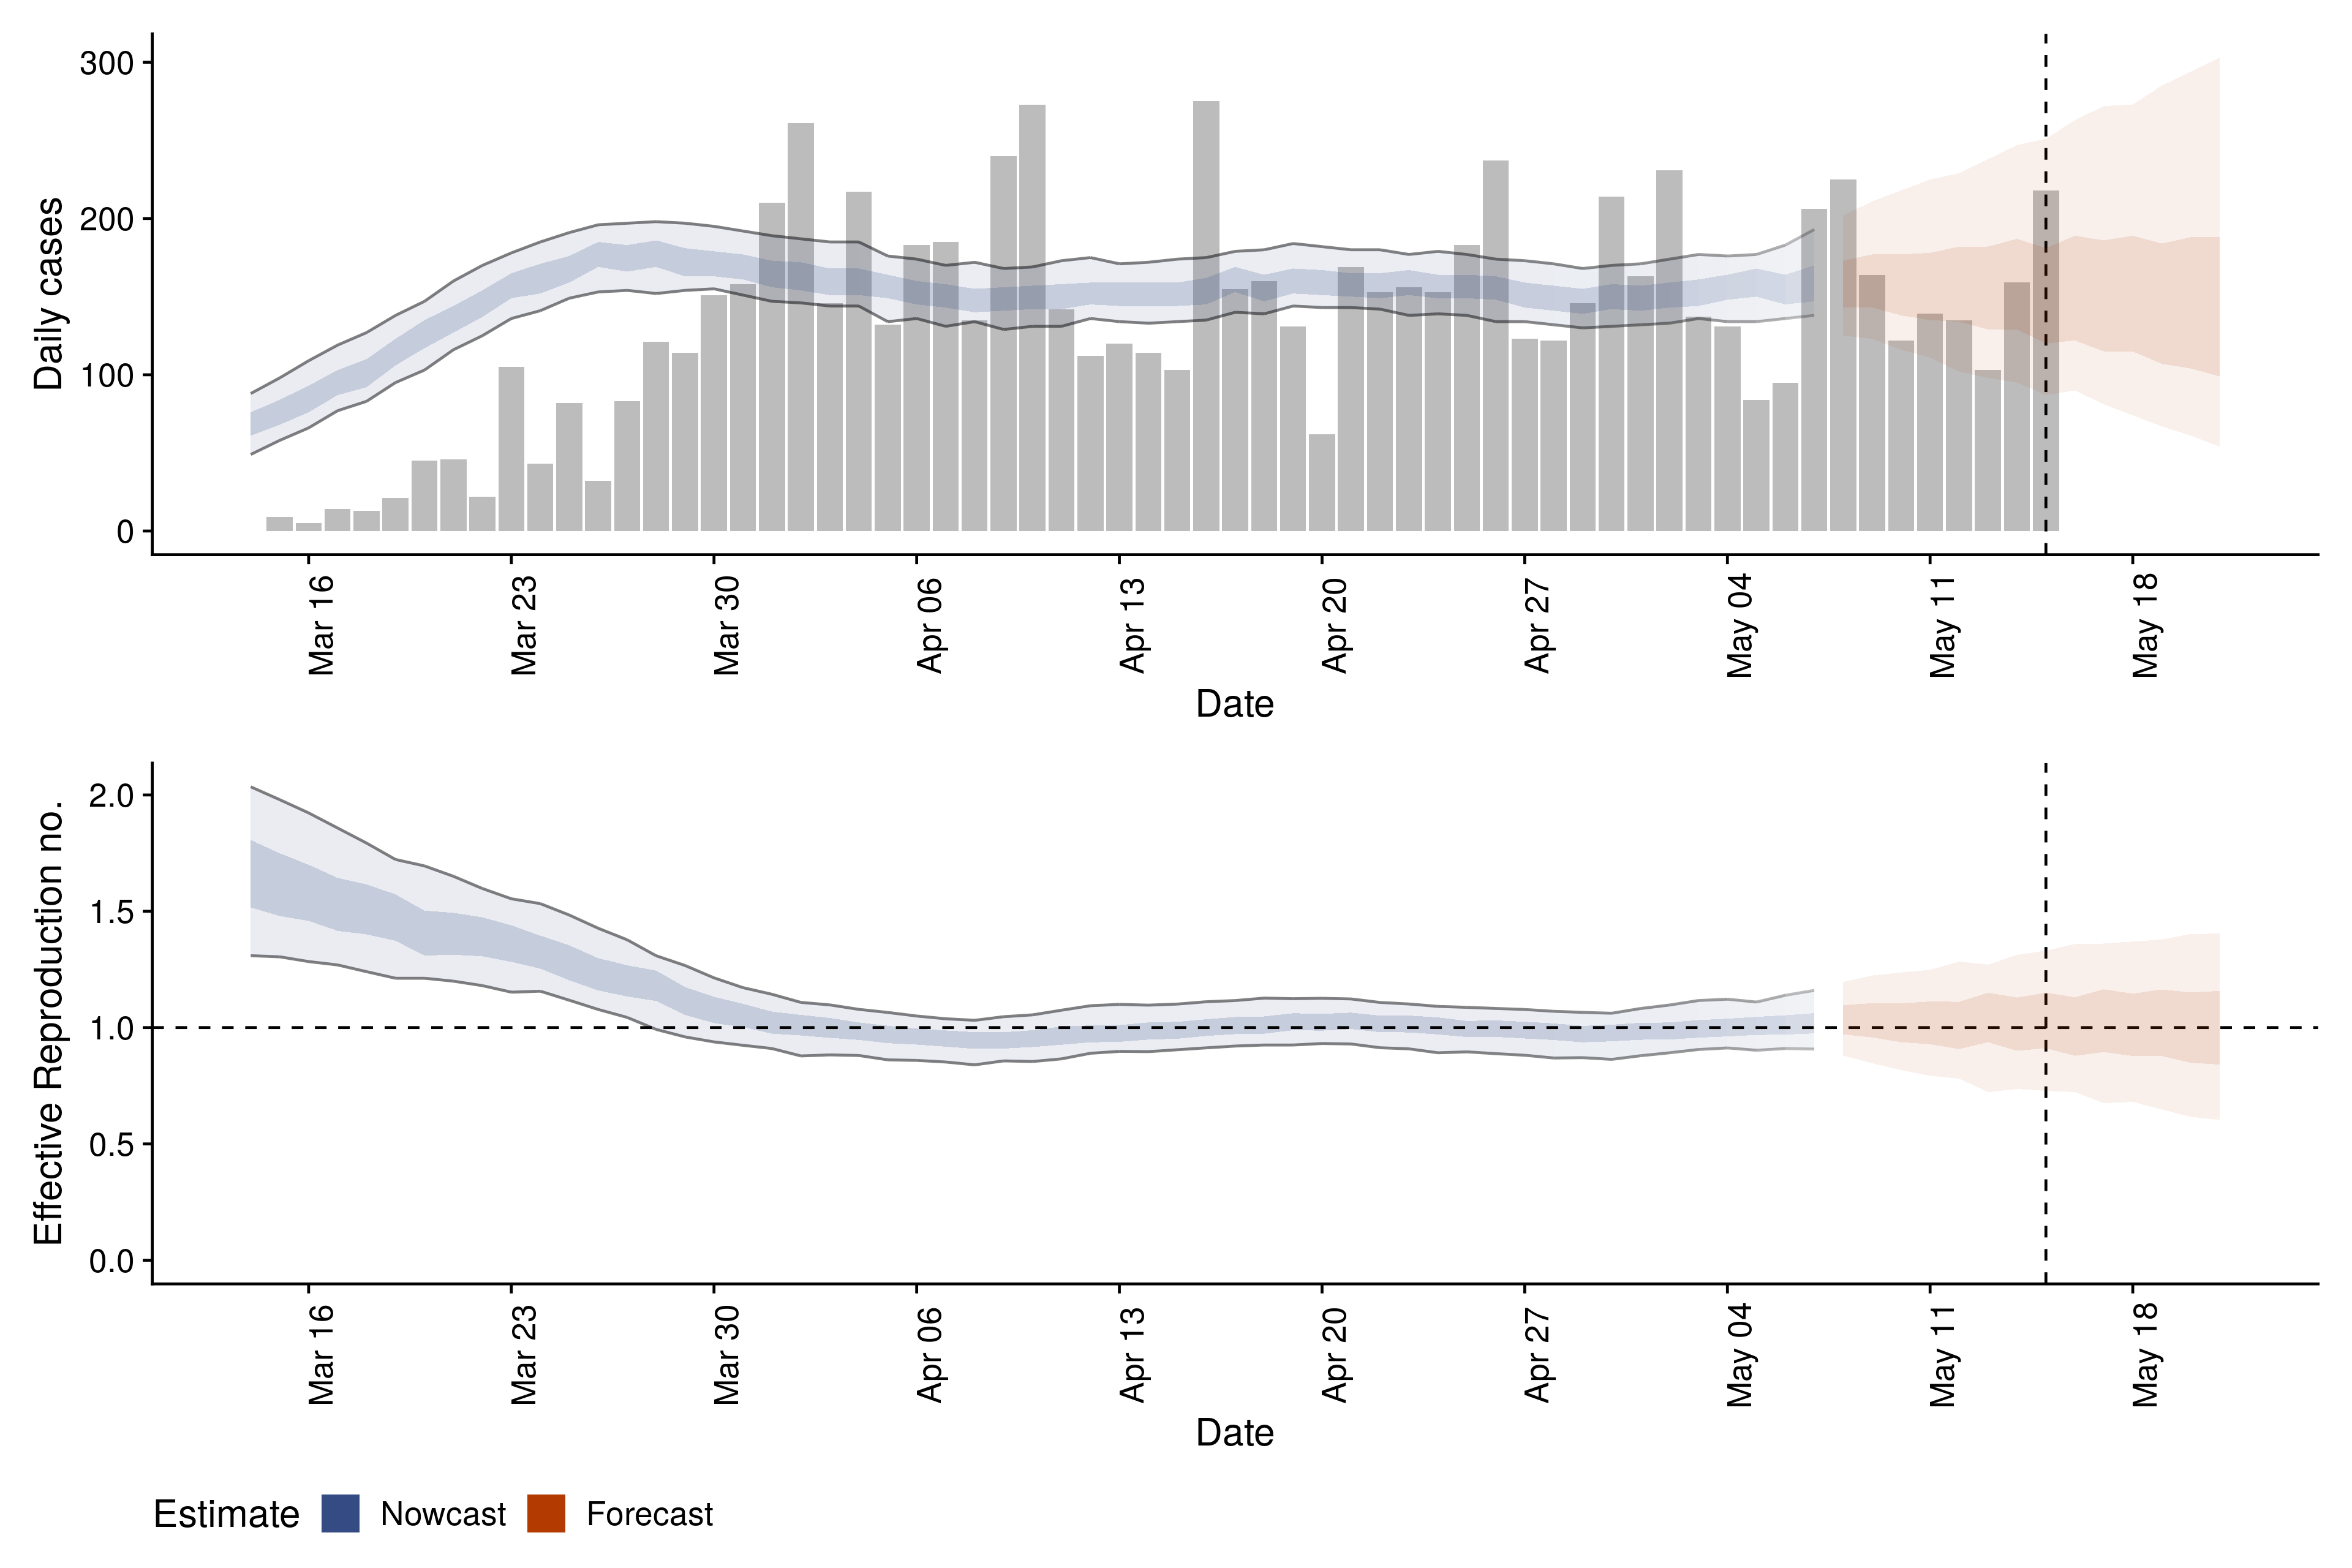 300
200
100
0
Daily cases
Mar 16
Mar 23
Mar 30
Apr 06
Apr 13
Apr 20
Apr 27
May 04
May 11
May 18
Date
2.0
1.5
1.0
0.5
0.0
Effective Reproduction no.
Mar 16
Mar 23
Mar 30
Apr 06
Apr 13
Apr 20
Apr 27
May 04
May 11
May 18
Date
Estimate Nowcast Forecast